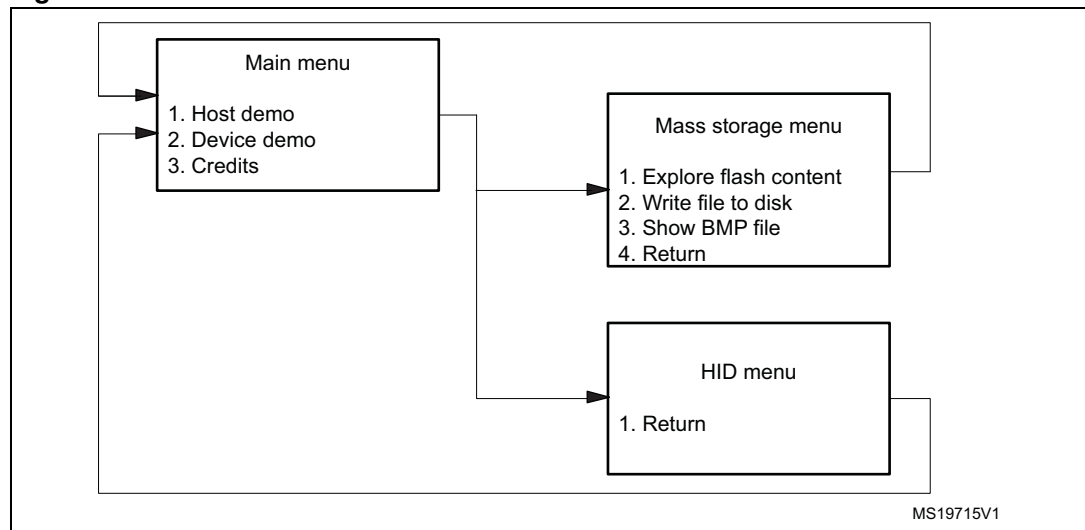 Main menu
1. Host demo
2. Device demo
3. Credits
Mass storage menu
1. Explore flash content
2. Write file to disk
3. Show BMP file
4. Return
HID menu
1. Return
MS19715V1